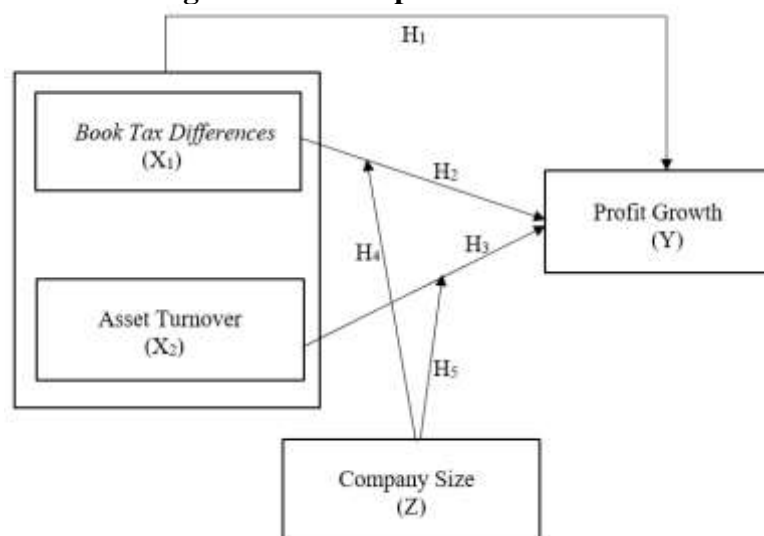 H₁
Book Tax Differences
(X₁)
H₂
Profit Growth
(Y)
H₄
H₃
Asset Turnover
(X₂)
H₅
Company Size
(Z)